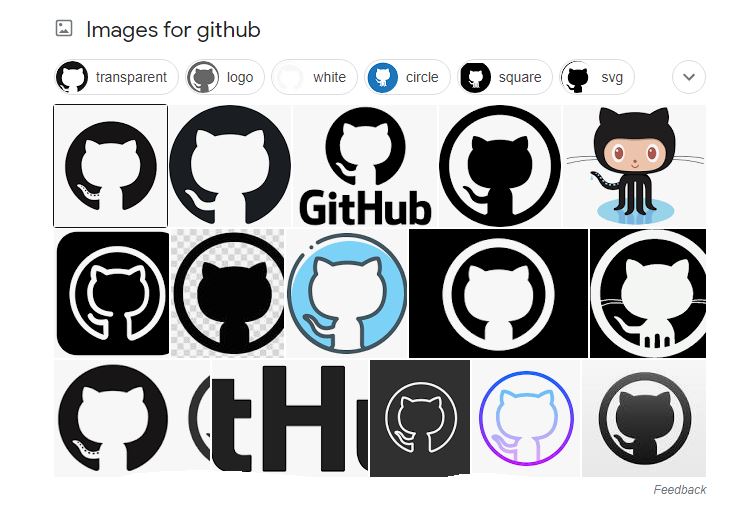 Images for github
transparent
logo
white
circle
square
svg
GitHub
tHu
Feedback